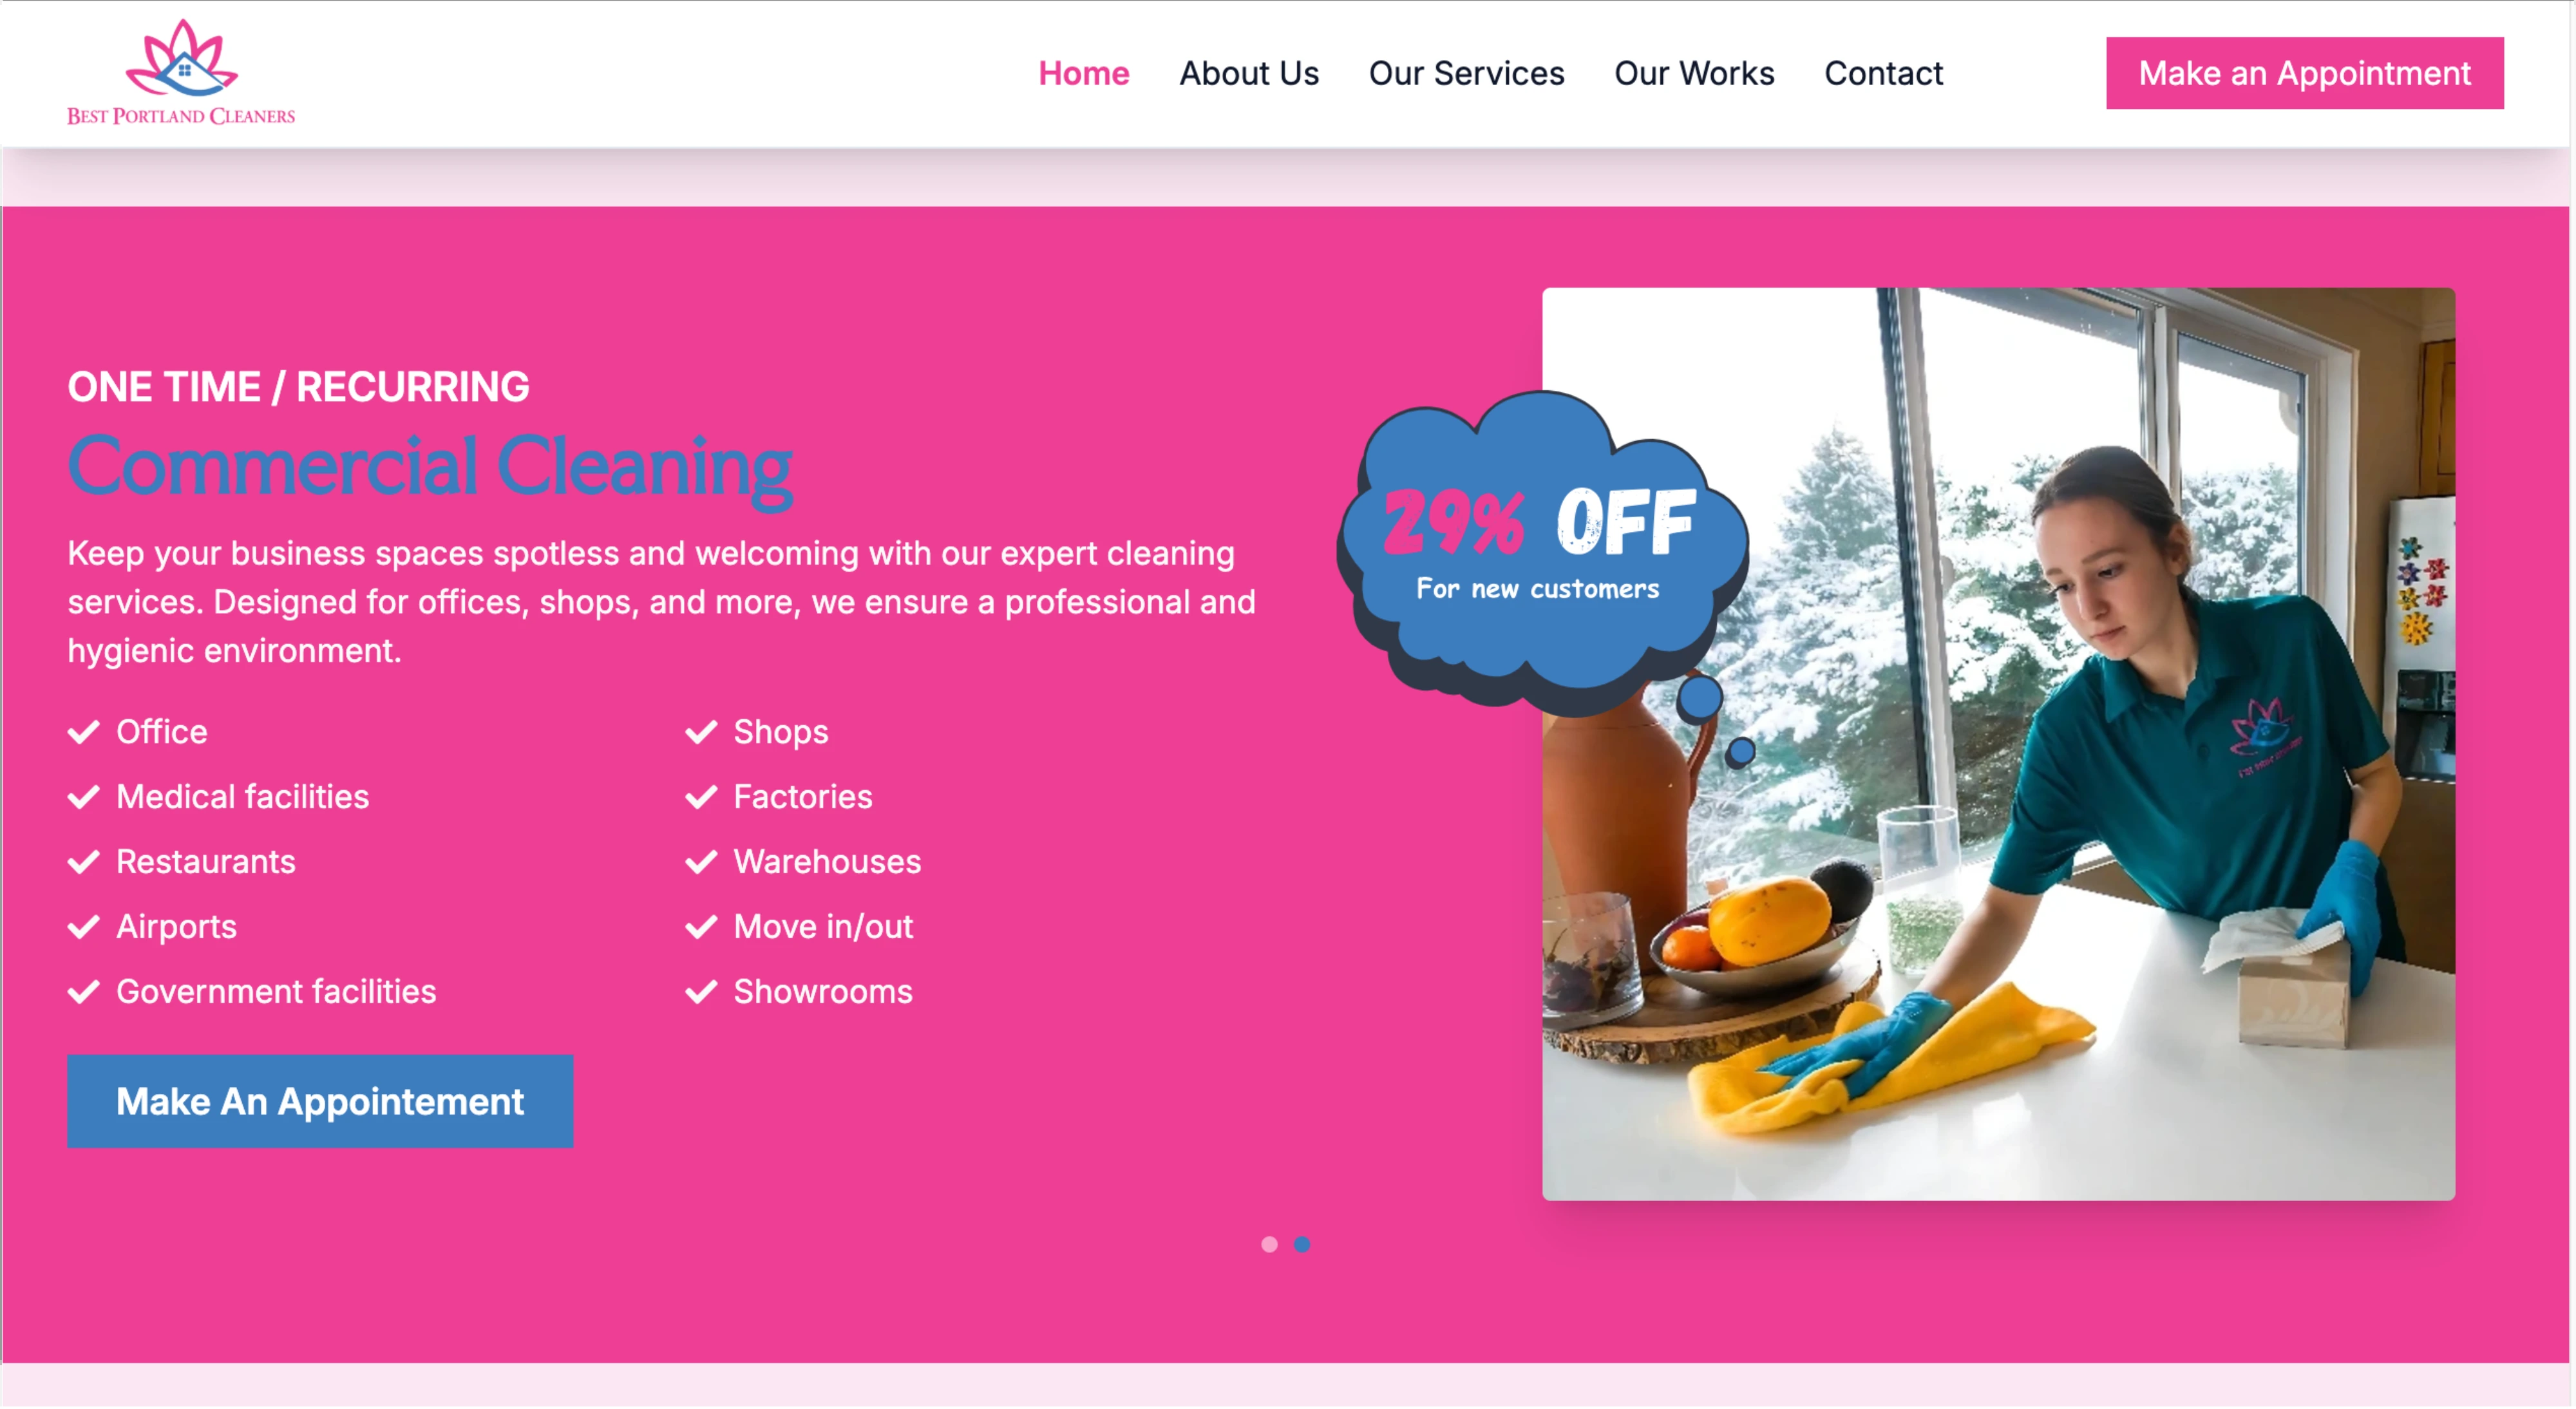 BEST PORTLAND CLEANERS
Home About Us Our Services Our Works Contact Make an Appointment
ONE TIME / RECURRING
Commercial Cleaning
Keep your business spaces spotless and welcoming with our expert cleaning
services. Designed for offices, shops, and more, we ensure a professional and
hygienic environment.
Office
Medical facilities
Restaurants
Airports
Government facilities
Shops
Factories
Warehouses
Move in/out
Showrooms
Make An Appointement
29% OFF
For new customers